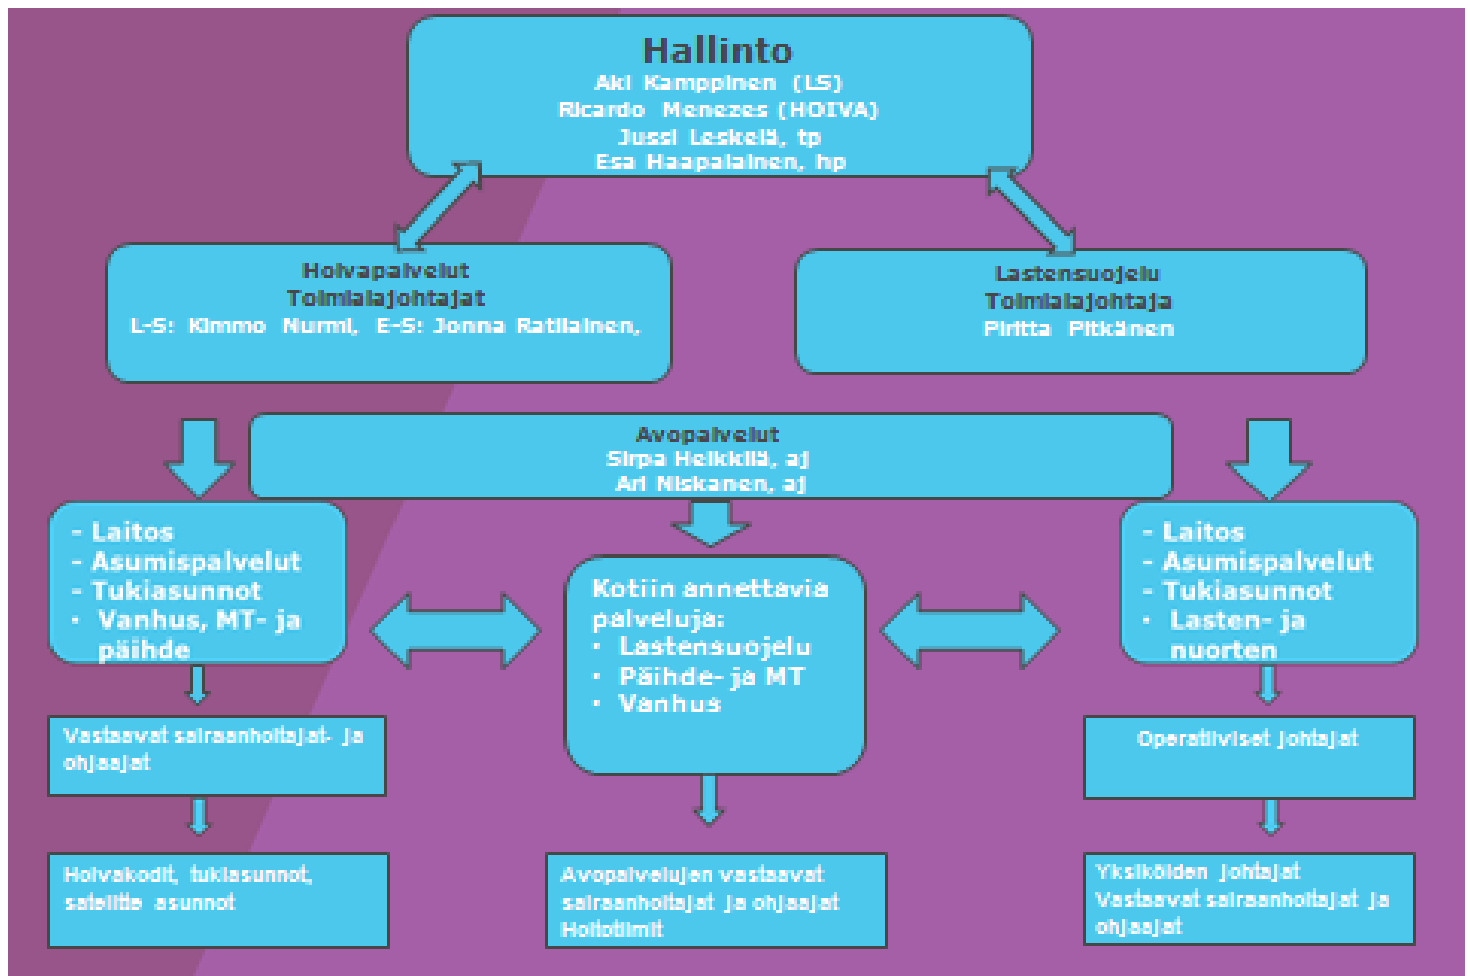 Hallinto
Aki Kamppinen (LS)
Ricardo Menezes (HOIVA)
Jussi Leskelä, tp
Esa Haapalainen, hp
Hoivapalvelut
Toimialajohtajat
L-S: Kimmo Nurmi, E-S: Jonna Ratilainen,
Lastensuojelu
Toimialajohtaja
Piritta Pitkänen
Avopalvelut
Sirpa Heikkilä, aj
Ari Niskanen, aj
- Laitos
- Asumispalvelut
- Tukiasunnot
• Vanhus, MT- ja
päihde
Kotiin annettavia
palveluja:
• Lastensuojelu
• Päihde- ja MT
• Vanhus
- Laitos
- Asumispalvelut
- Tukiasunnot
• Lasten- ja
nuorten
Vastaavat sairaanhoitajat- ja
ohjaajat
Operatiiviset johtajat
Hoivakodit, tukiasunnot,
satelitte asunnot
Avopalvelujen vastaavat
sairaanhoitajat ja ohjaajat
Hoitotiimit
Yksiköiden johtajat
Vastaavat sairaanhoitajat ja
ohjaajat